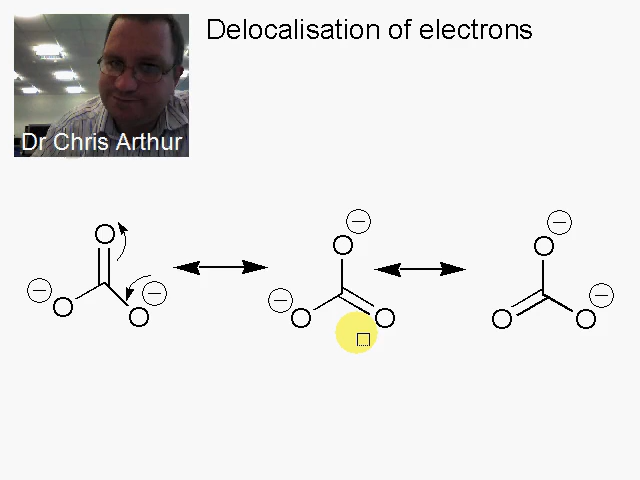 Delocalisation of electrons
Dr Chris Arthur
O O O
O O O O O O